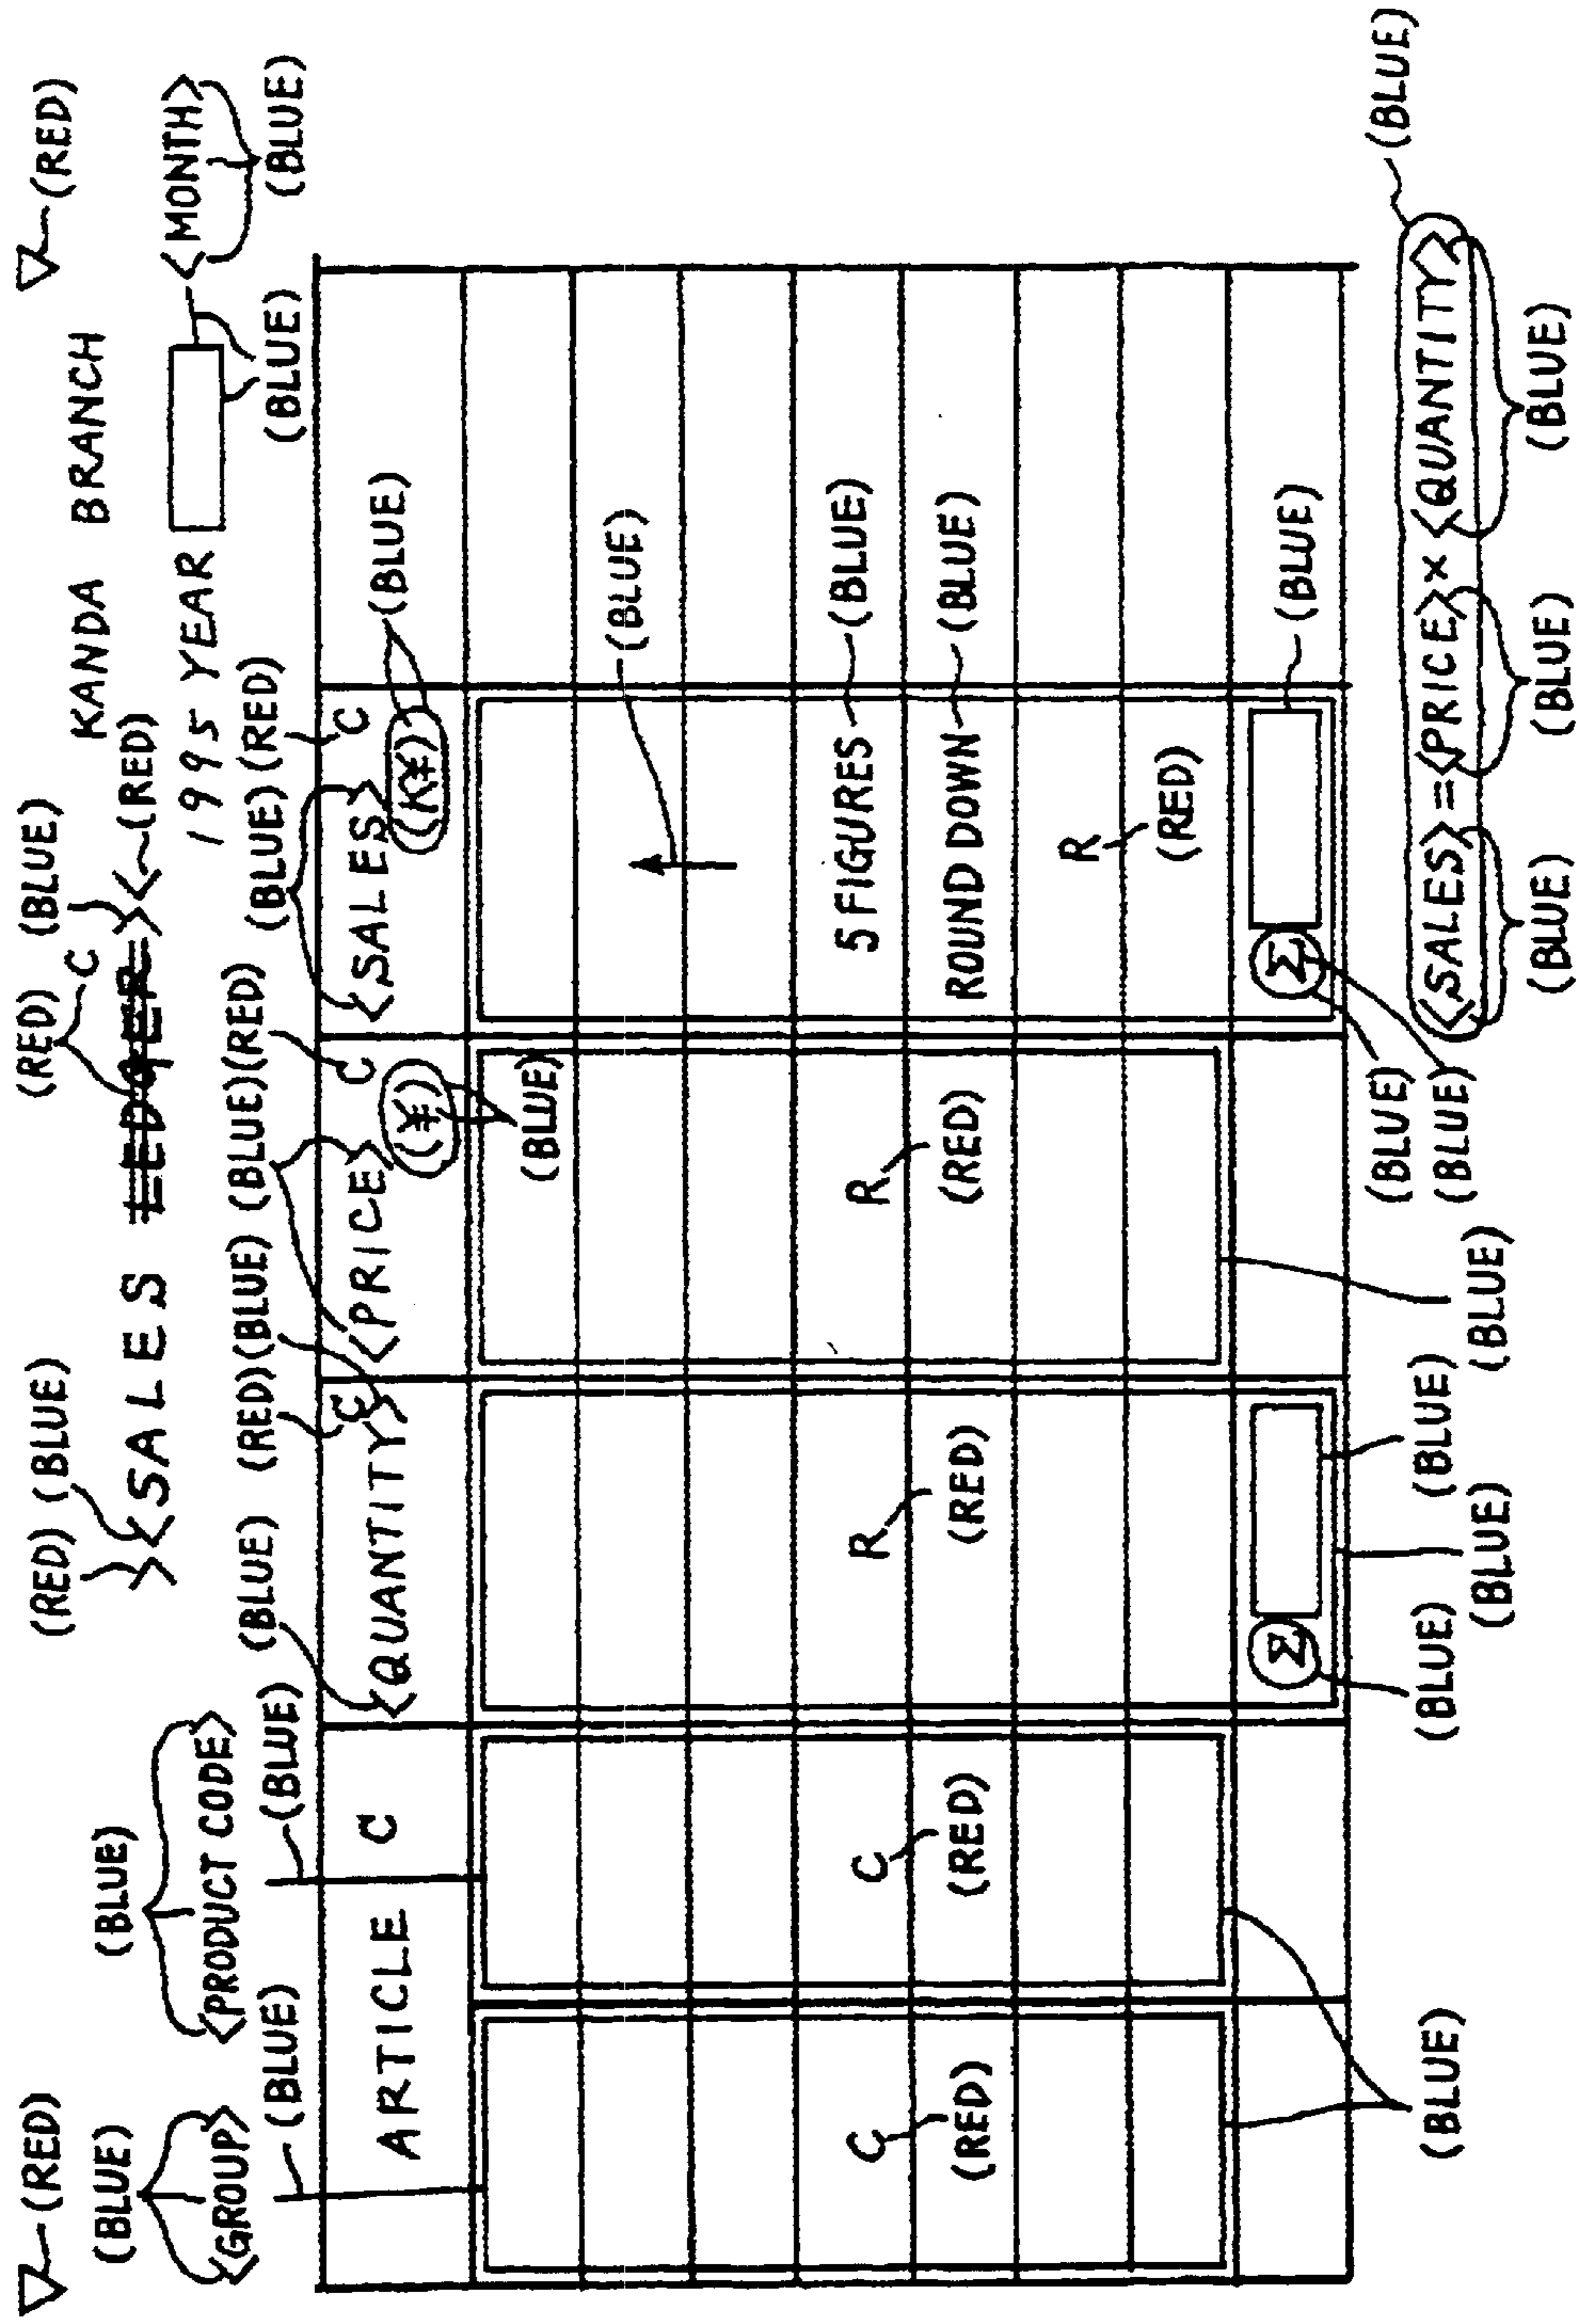 (RED) (RED) (BLUE) (RED) C (BLUE) (RED)
(BLUE) (BLUE) KANDA BRANCH
>< SALES LEDGER >< (RED)
<GROUP> <PRODUCT CODE> 1995 YEAR <MONTH>
(BLUE) (BLUE) (BLUE) (RED) (BLUE) (BLUE) (RED) (BLUE) (RED) (BLUE) (BLUE)
ARTICLE C <QUANTITY> C <PRICE> C <SALES> C (BLUE)
(¥) (K¥)
(BLUE) (BLUE)
C C R R 5 FIGURES (BLUE)
(RED) (RED) (RED) (RED) ROUND DOWN (BLUE)
R
(RED)
Σ Σ (BLUE)
(BLUE) (BLUE) (BLUE) (BLUE) (BLUE)
<SALES>=<PRICE>×<QUANTITY>
(BLUE) (BLUE) (BLUE) (BLUE)
(BLUE) (BLUE) (BLUE)